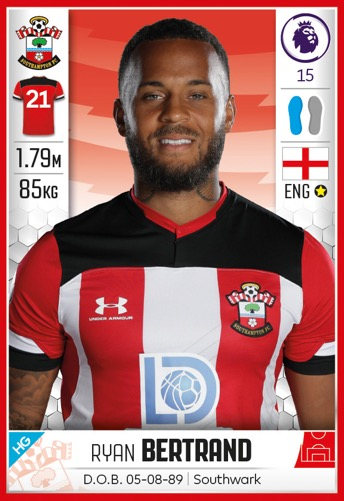 SOUTHAMPTON FC
21
15
1.79M
85KG
ENG
UNDER ARMOUR
SOUTHAMPTON FC
LD
HG
RYAN BERTRAND
D.O.B. 05-08-89 | Southwark